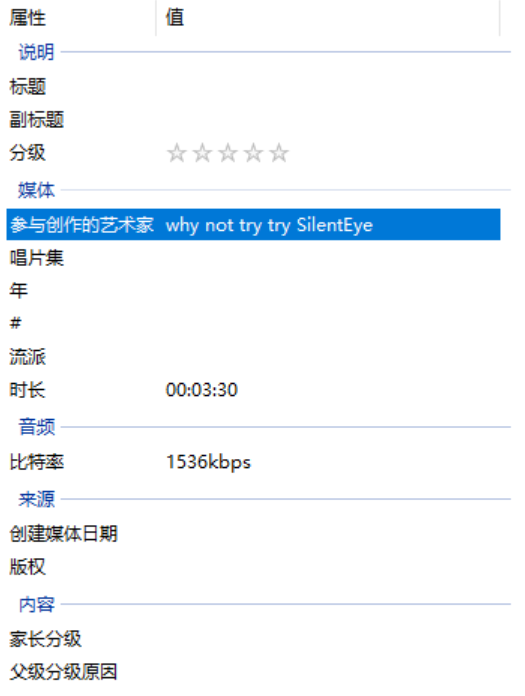 属性 值
说明
标题
副标题
分级 ☆☆☆☆☆
媒体
参与创作的艺术家 why not try try SilentEye
唱片集
年
#
流派
时长 00:03:30
音频
比特率 1536kbps
来源
创建媒体日期
版权
内容
家长分级
父级分级原因